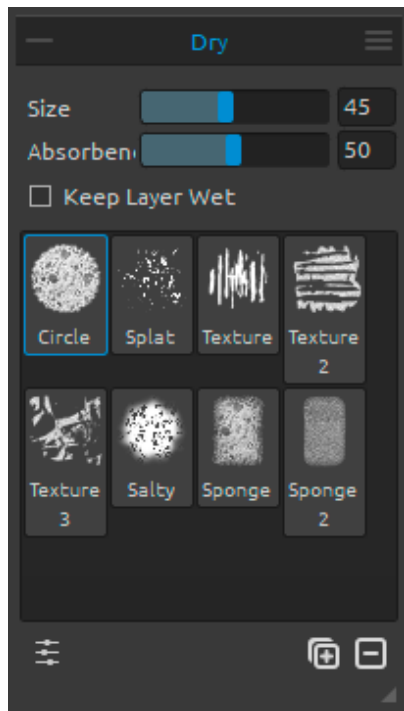 Dry
Size 45
Absorben 50
Keep Layer Wet
Circle Splat Texture Texture 2
Texture 3 Salty Sponge Sponge 2